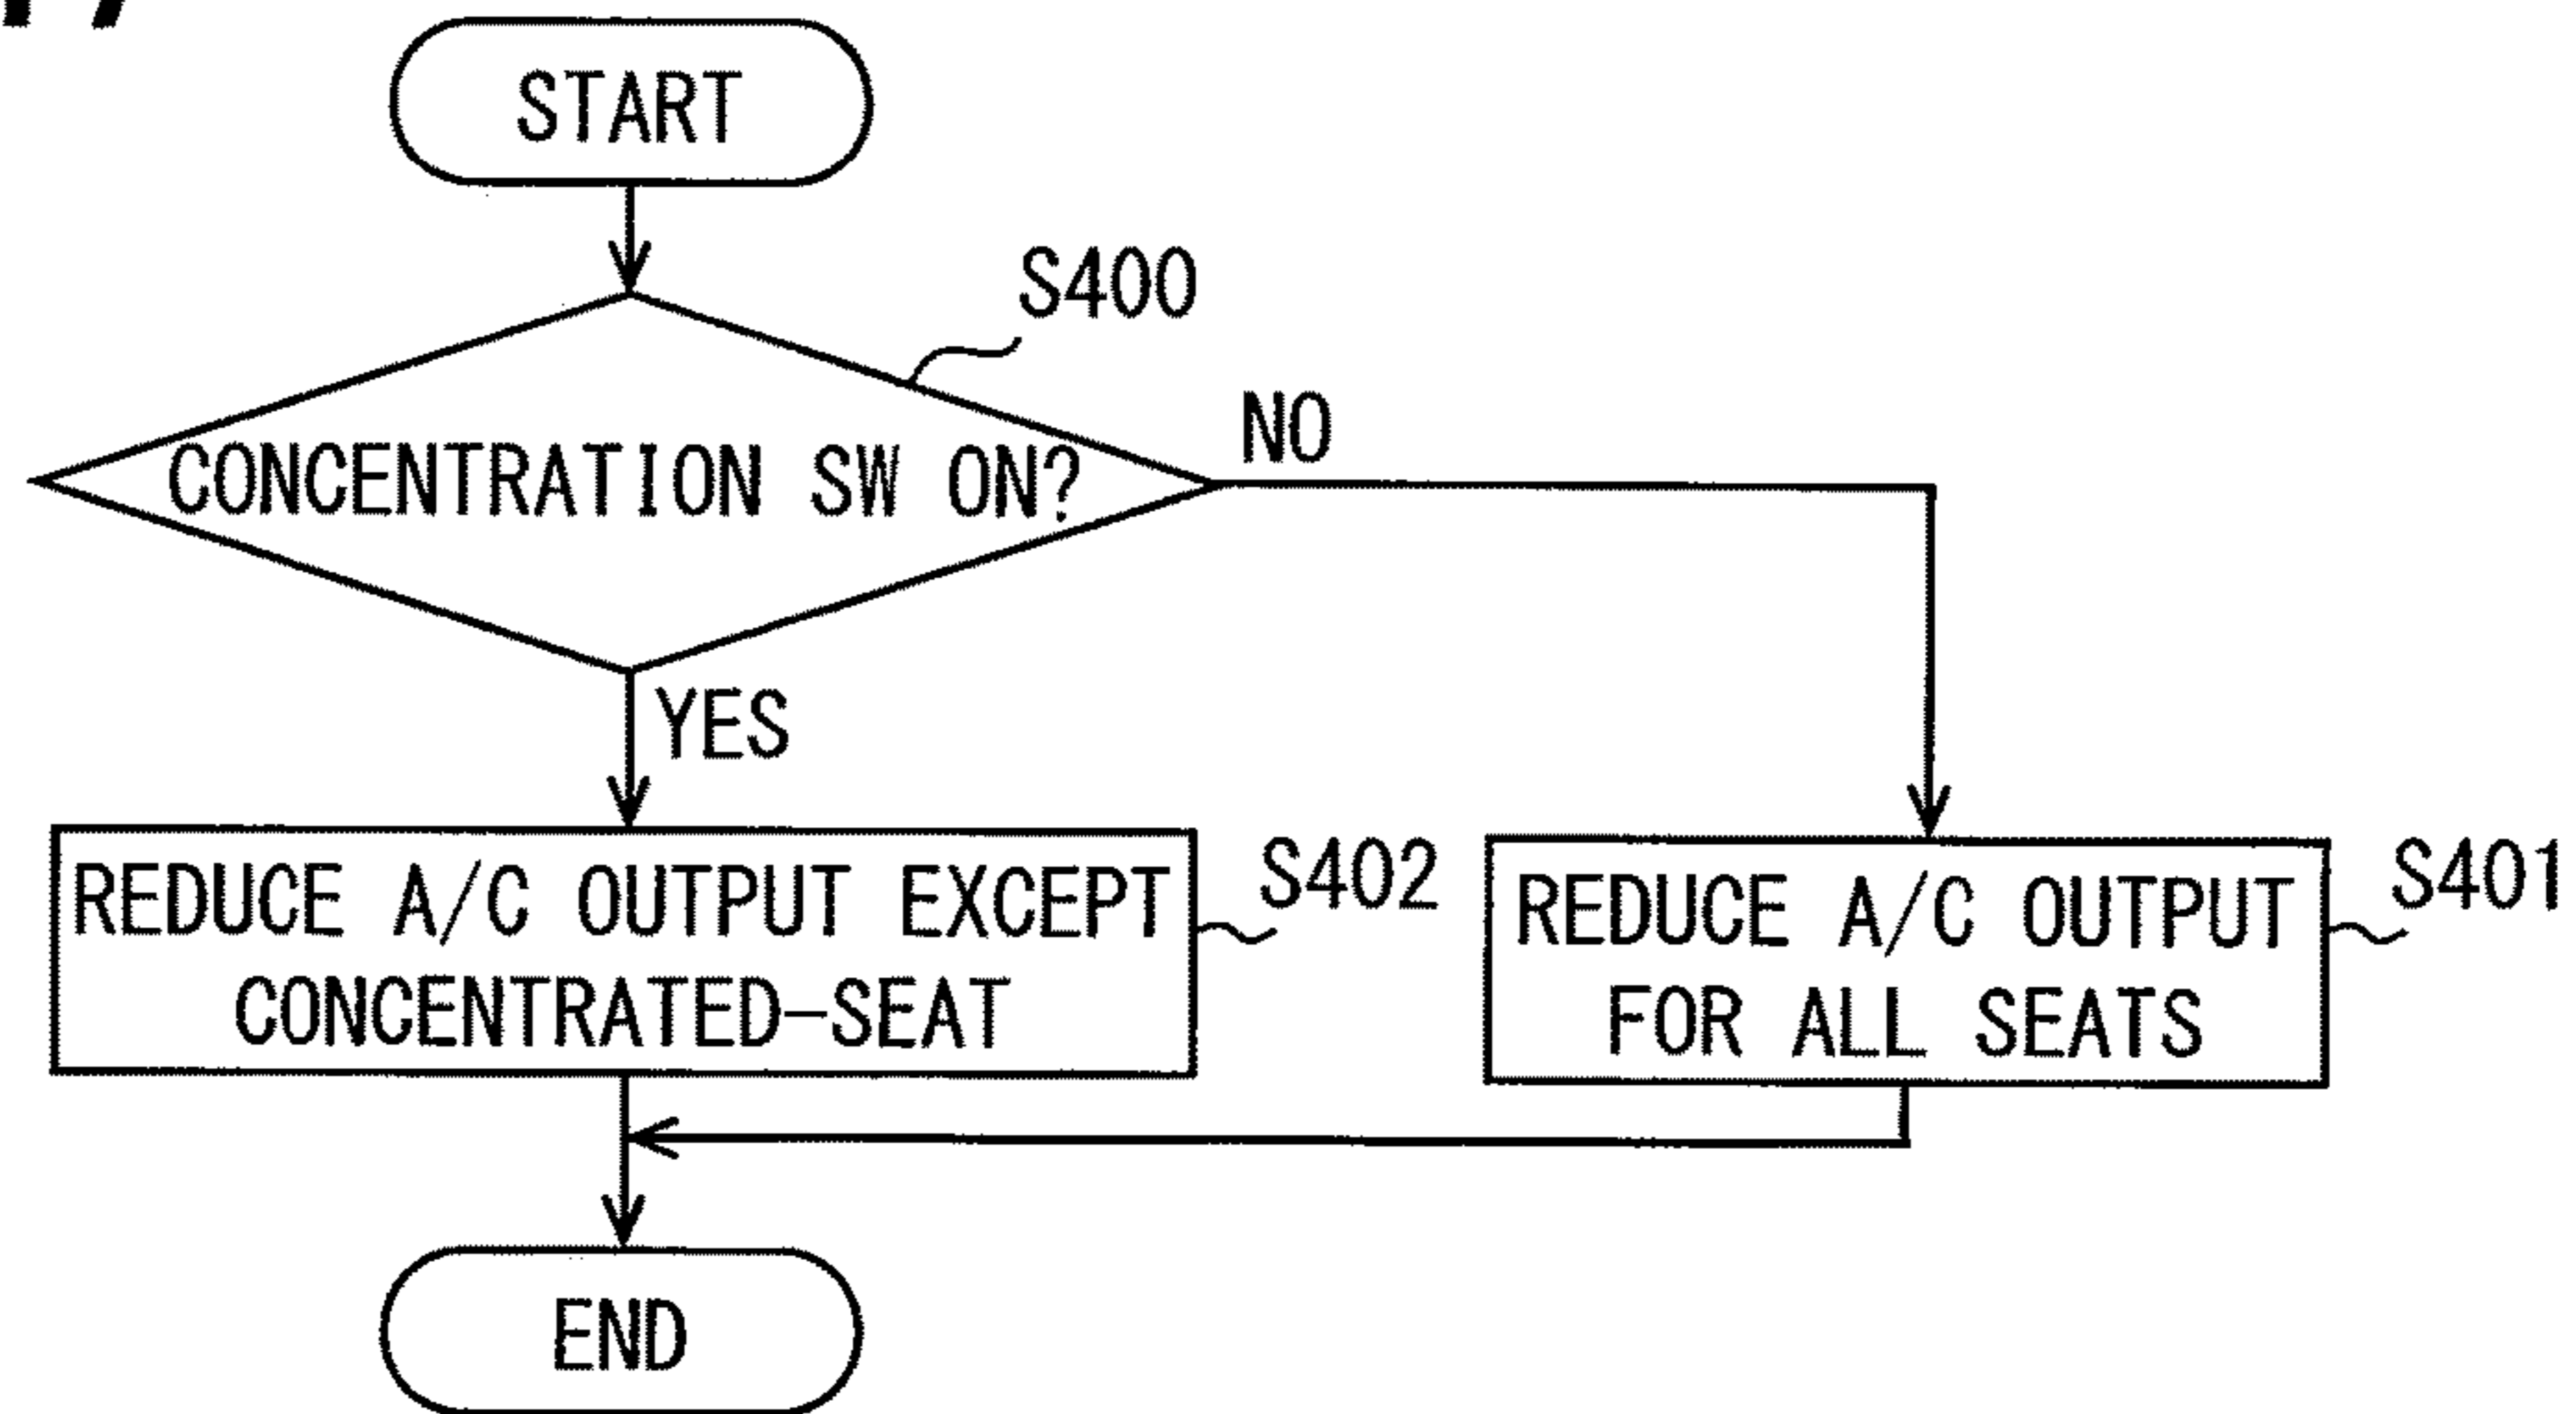 START
S400
CONCENTRATION SW ON?
NO
YES
REDUCE A/C OUTPUT EXCEPT
CONCENTRATED-SEAT
S402
REDUCE A/C OUTPUT
FOR ALL SEATS
S401
END